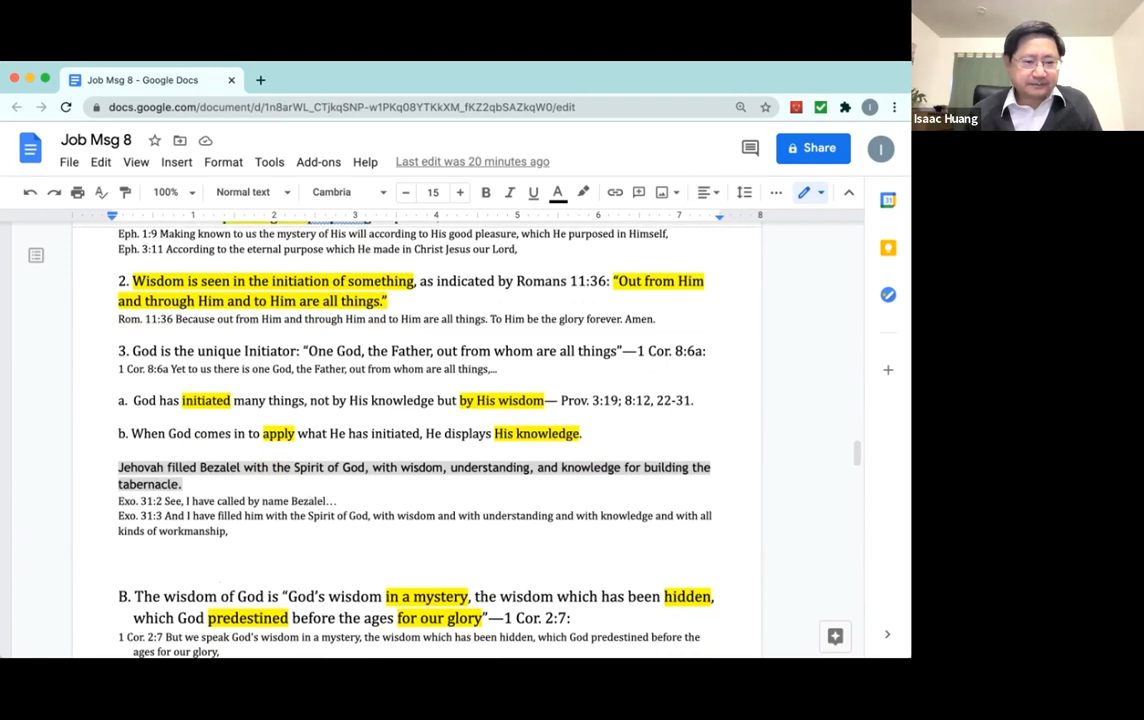 Job Msg 8 - Google Docs
docs.google.com/document/d/1n8arWL_CTjkqSNP-w1PKq08YTKkXM_fKZ2qbSAZkqW0/edit
Isaac Huang
Job Msg 8
File Edit View Insert Format Tools Add-ons Help Last edit was 20 minutes ago
Share
I
100% Normal text Cambria 15 B I U A
1 2 3 4 5 6 7 8
Eph. 1:9 Making known to us the mystery of His will according to His good pleasure, which He purposed in Himself,
Eph. 3:11 According to the eternal purpose which He made in Christ Jesus our Lord,
2. Wisdom is seen in the initiation of something, as indicated by Romans 11:36: “Out from Him
and through Him and to Him are all things.”
Rom. 11:36 Because out from Him and through Him and to Him are all things. To Him be the glory forever. Amen.
3. God is the unique Initiator: “One God, the Father, out from whom are all things”—1 Cor. 8:6a:
1 Cor. 8:6a Yet to us there is one God, the Father, out from whom are all things,...
a. God has initiated many things, not by His knowledge but by His wisdom— Prov. 3:19; 8:12, 22-31.
b. When God comes in to apply what He has initiated, He displays His knowledge.
Jehovah filled Bezalel with the Spirit of God, with wisdom, understanding, and knowledge for building the
tabernacle.
Exo. 31:2 See, I have called by name Bezalel…
Exo. 31:3 And I have filled him with the Spirit of God, with wisdom and with understanding and with knowledge and with all
kinds of workmanship,
B. The wisdom of God is “God’s wisdom in a mystery, the wisdom which has been hidden,
which God predestined before the ages for our glory”—1 Cor. 2:7:
1 Cor. 2:7 But we speak God’s wisdom in a mystery, the wisdom which has been hidden, which God predestined before the
ages for our glory,